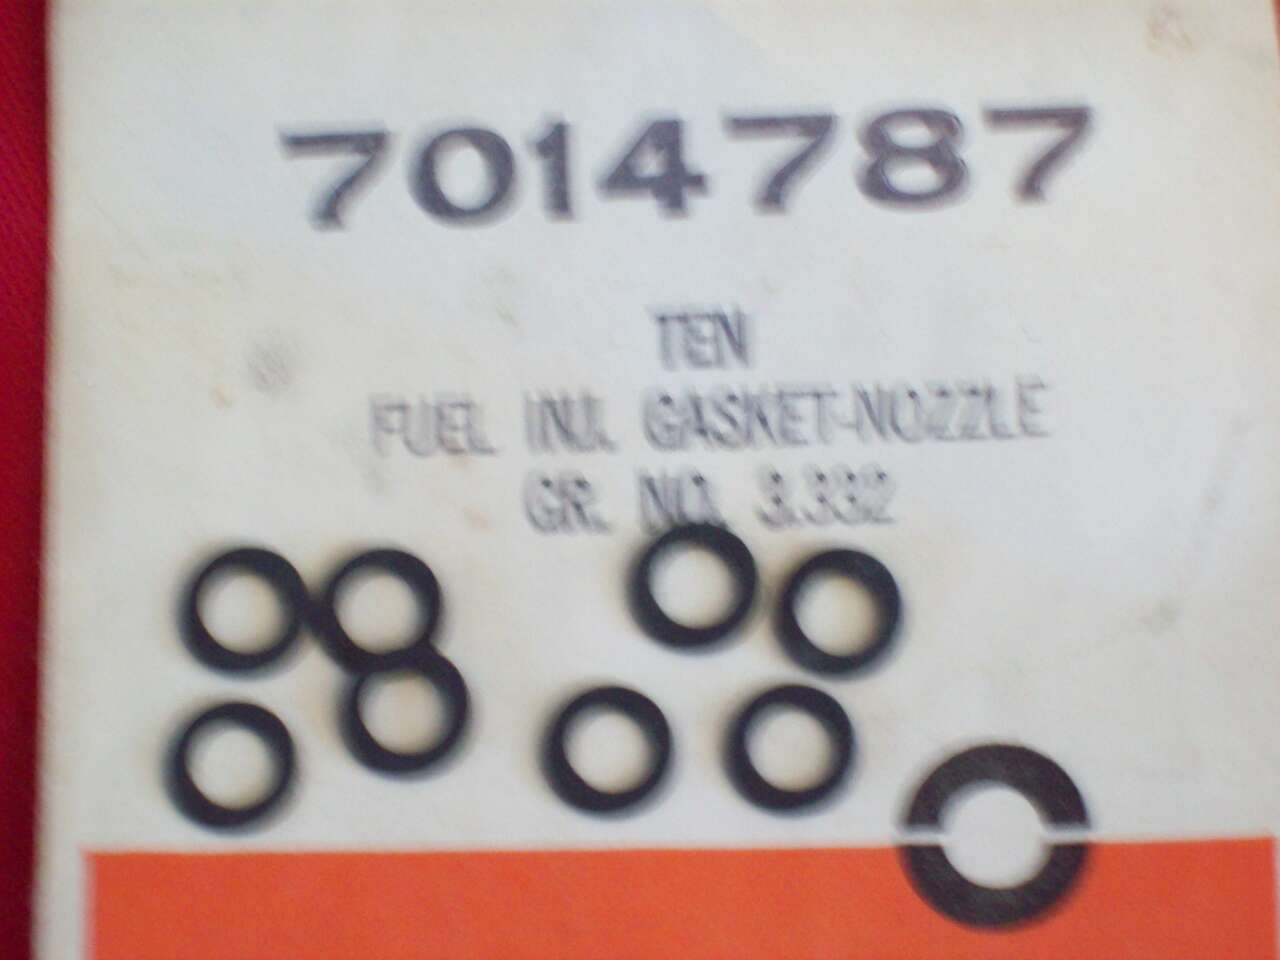 7014787
TEN
FUEL INJ. GASKET-NOZZLE
GR. NO. 3.332